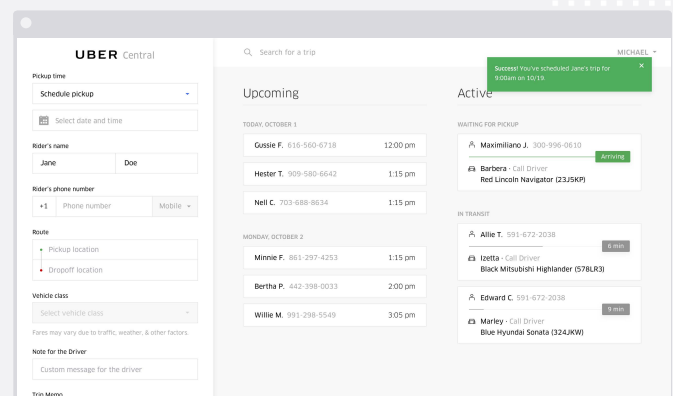 UBER Central
Pickup time
Schedule pickup
Select date and time
Rider's name
Jane Doe
Rider's phone number
+1 Phone number Mobile
Route
Pickup location
Dropoff location
Vehicle class
Select vehicle class
Fares may vary due to traffic, weather, & other factors.
Note for the Driver
Custom message for the driver
Trip Memo
Search for a trip
MICHAEL
Success! You've scheduled Jane's trip for
9:00am on 10/19.
Upcoming
TODAY, OCTOBER 1
Gussie F. 616-560-6718 12:00 pm
Hester T. 909-580-6642 1:15 pm
Nell C. 703-688-8634 1:15 pm
MONDAY, OCTOBER 2
Minnie F. 861-297-4253 1:15 pm
Bertha P. 442-398-0033 2:00 pm
Willie M. 991-298-5549 3:05 pm
Active
WAITING FOR PICKUP
Maximiliano J. 300-996-0610
Arriving
Barbera · Call Driver
Red Lincoln Navigator (23J5KP)
IN TRANSIT
Allie T. 591-672-2038
6 min
Izetta · Call Driver
Black Mitsubishi Highlander (578LR3)
Edward C. 591-672-2038
9 min
Marley · Call Driver
Blue Hyundai Sonata (324JKW)